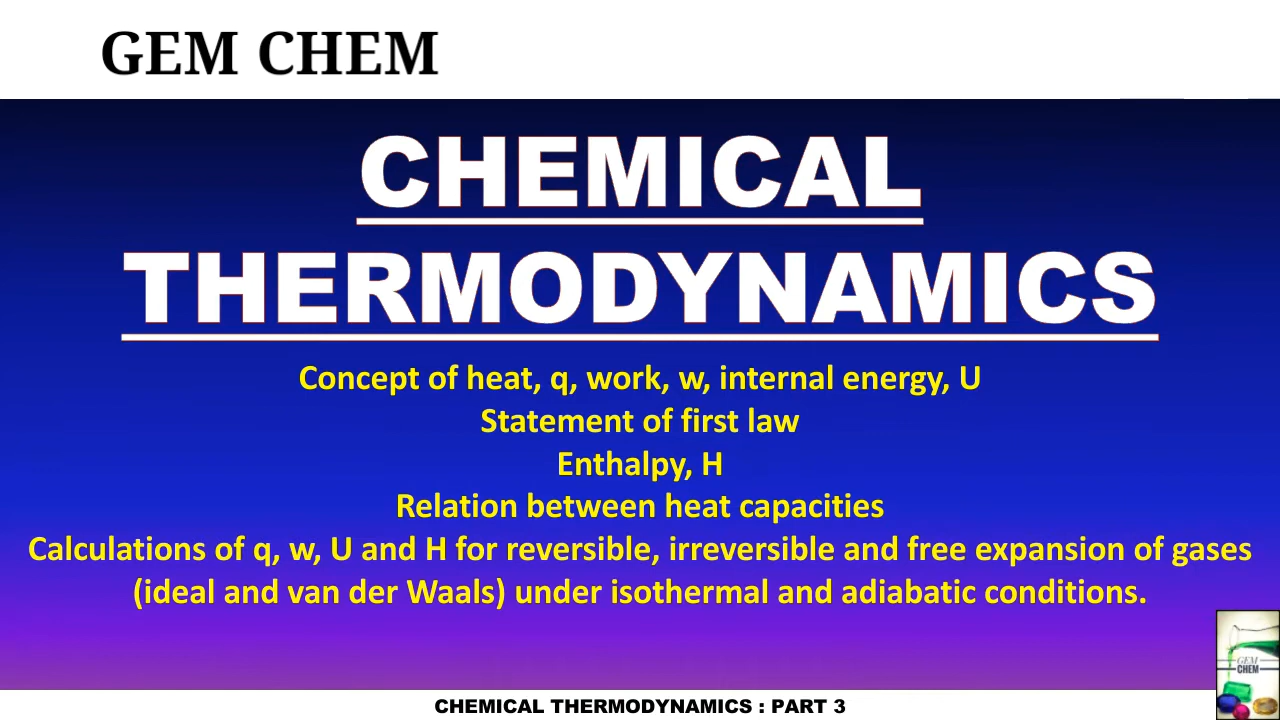 GEM CHEM
CHEMICAL
THERMODYNAMICS
Concept of heat, q, work, w, internal energy, U
Statement of first law
Enthalpy, H
Relation between heat capacities
Calculations of q, w, U and H for reversible, irreversible and free expansion of gases
(ideal and van der Waals) under isothermal and adiabatic conditions.
GEM
CHEM
CHEMICAL THERMODYNAMICS : PART 3